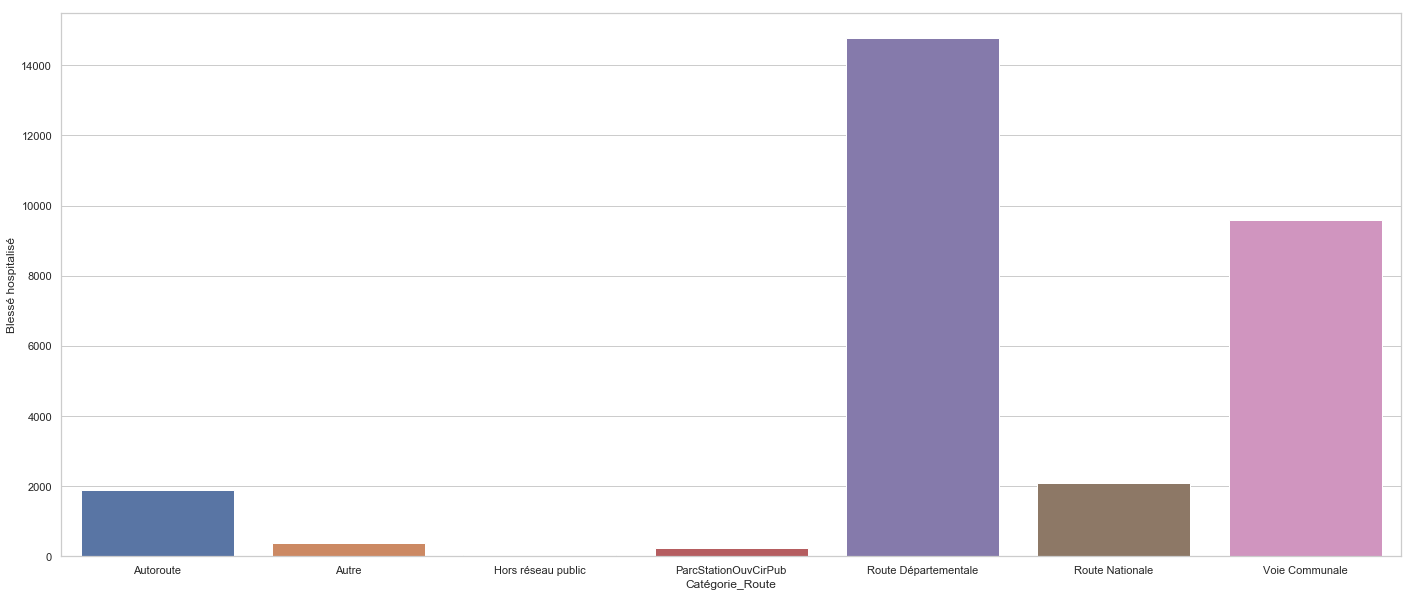 Blessé hospitalisé
14000
12000
10000
8000
6000
4000
2000
0
Autoroute Autre Hors réseau public ParcStationOuvCirPub Route Départementale Route Nationale Voie Communale
Catégorie_Route